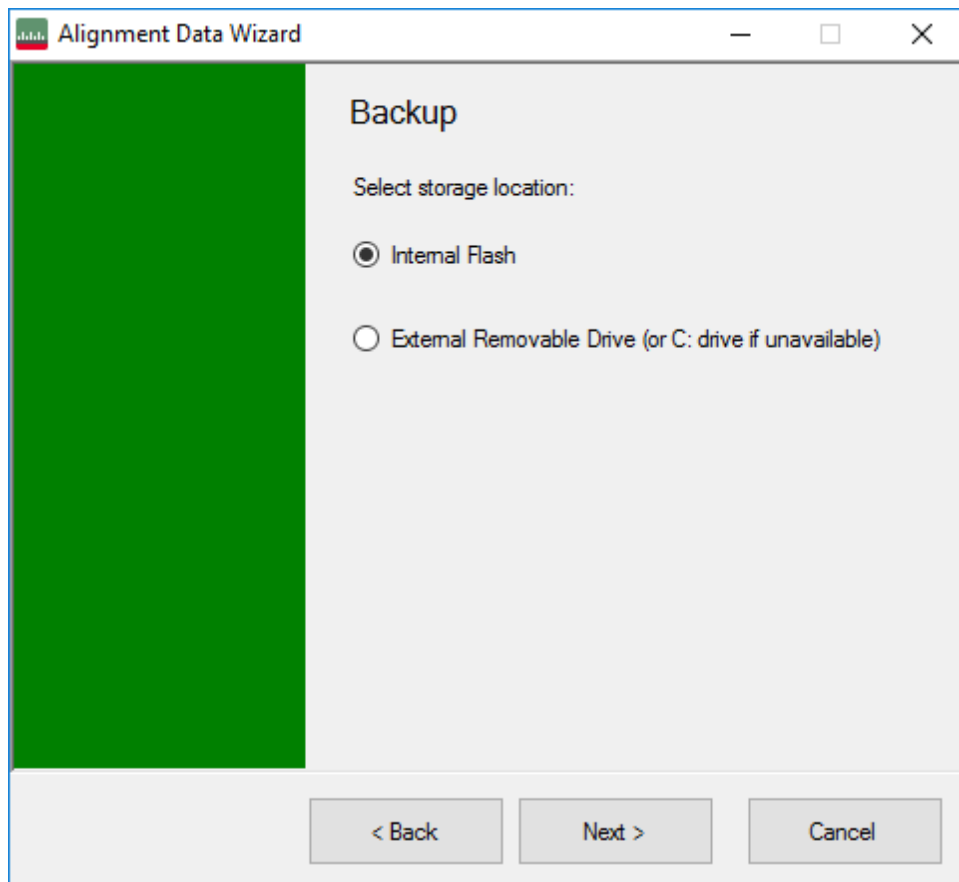 Alignment Data Wizard
Backup
Select storage location:
Internal Flash
External Removable Drive (or C: drive if unavailable)
< Back
Next >
Cancel